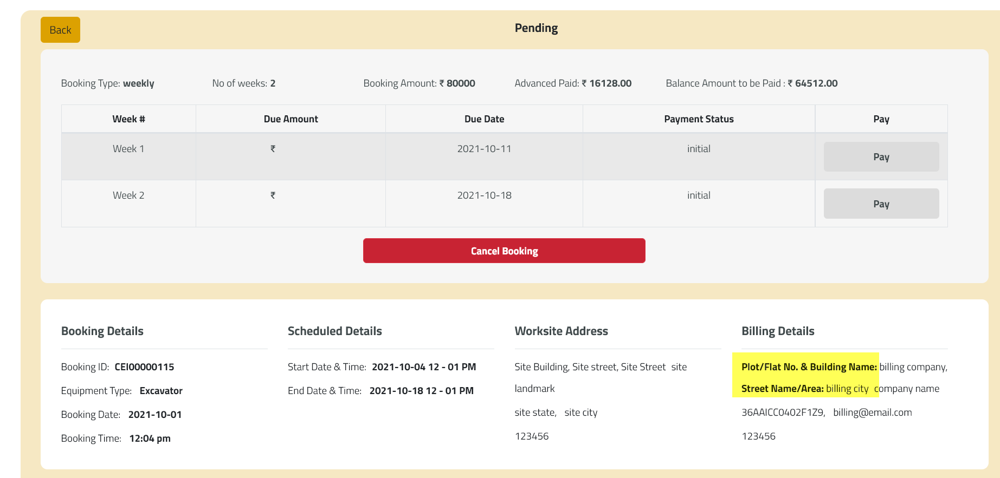 Back
Pending
Booking Type: weekly No of weeks: 2 Booking Amount: ₹ 80000 Advanced Paid: ₹ 16128.00 Balance Amount to be Paid : ₹ 64512.00
Week # Due Amount Due Date Payment Status Pay
Week 1 ₹ 2021-10-11 initial Pay
Week 2 ₹ 2021-10-18 initial Pay
Cancel Booking
Booking Details
Booking ID: CEI00000115
Equipment Type: Excavator
Booking Date: 2021-10-01
Booking Time: 12:04 pm
Scheduled Details
Start Date & Time: 2021-10-04 12 - 01 PM
End Date & Time: 2021-10-18 12 - 01 PM
Worksite Address
Site Building, Site street, Site Street site
landmark
site state, site city
123456
Billing Details
Plot/Flat No. & Building Name: billing company,
Street Name/Area: billing city company name
36AAICC0402F1Z9, billing@email.com
123456